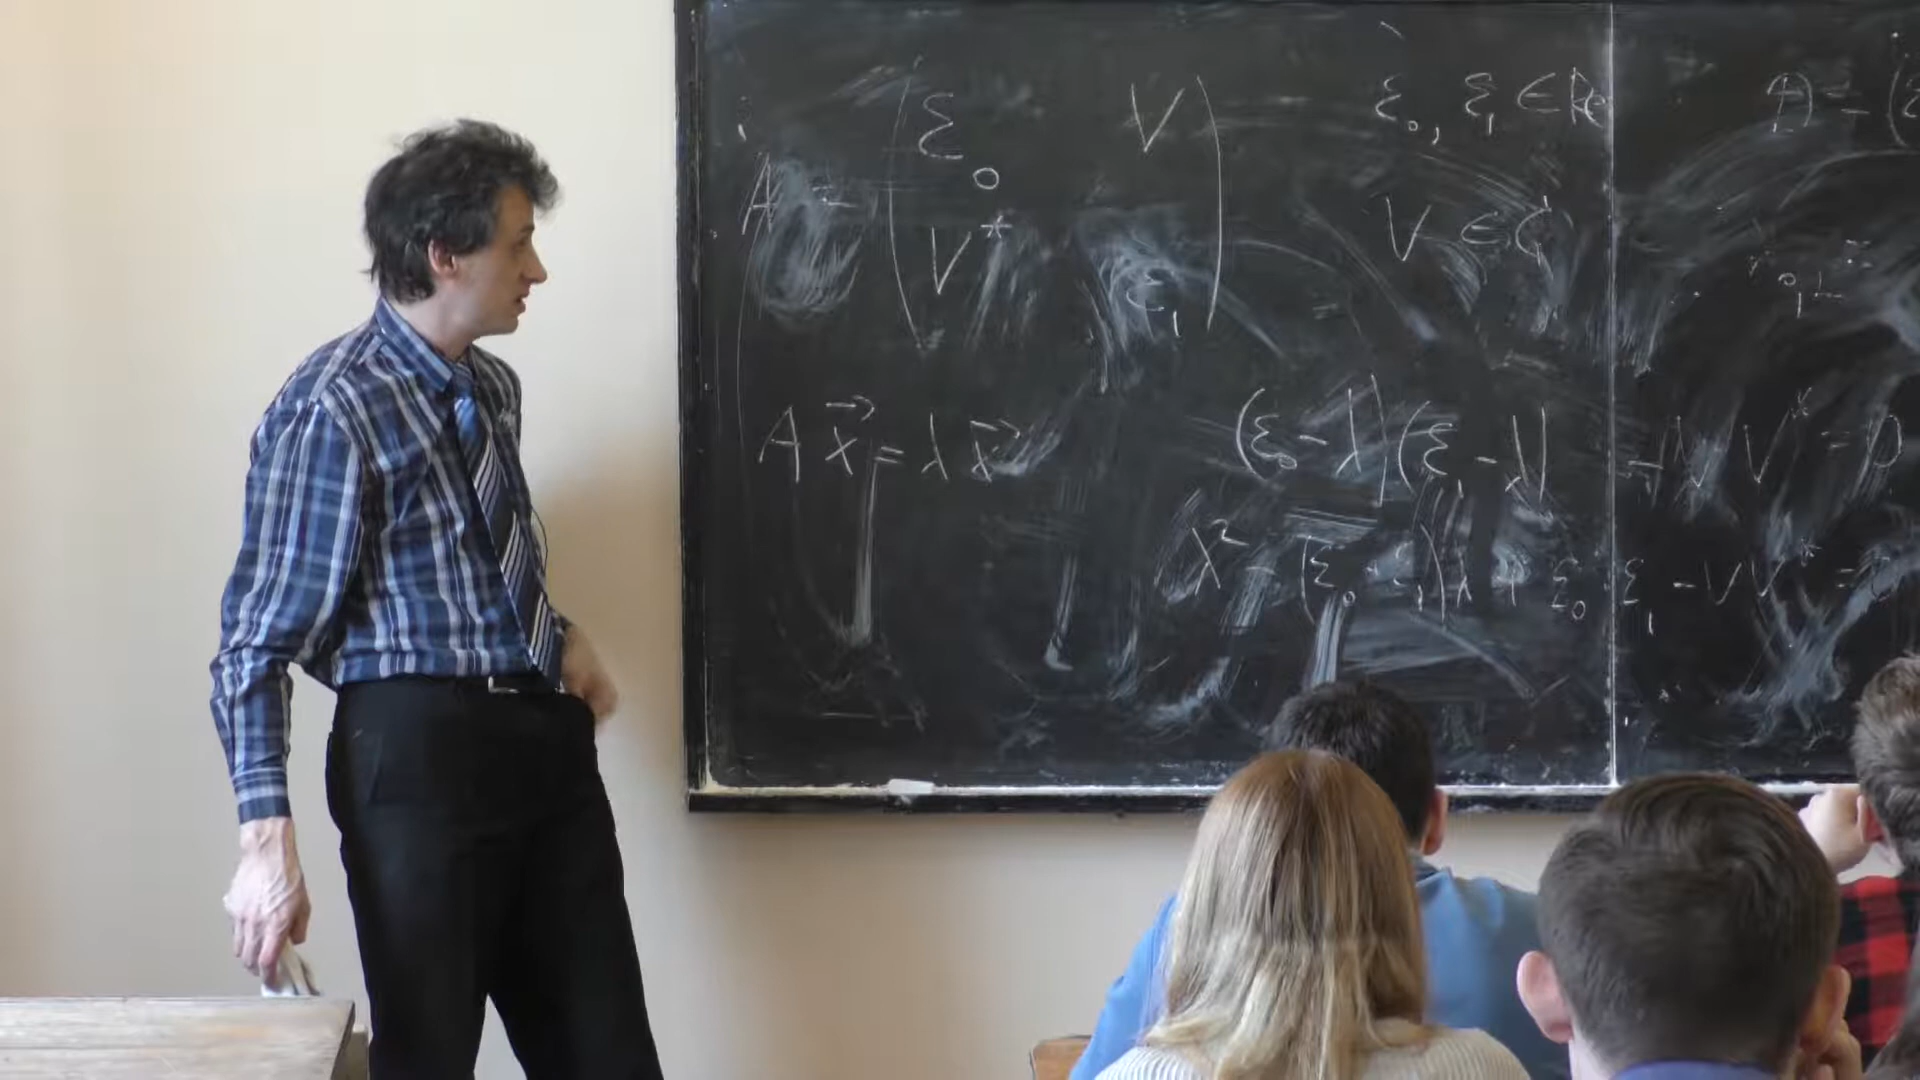 A = ( ε₀ V
V* ε₁ )
ε₀, ε₁ ∈ Re
V ∈ C
A x⃗ = λ x⃗
(ε₀ - λ)(ε₁ - λ) - V V* = 0
λ² - (ε₀ + ε₁)λ + ε₀ ε₁ - V V* =